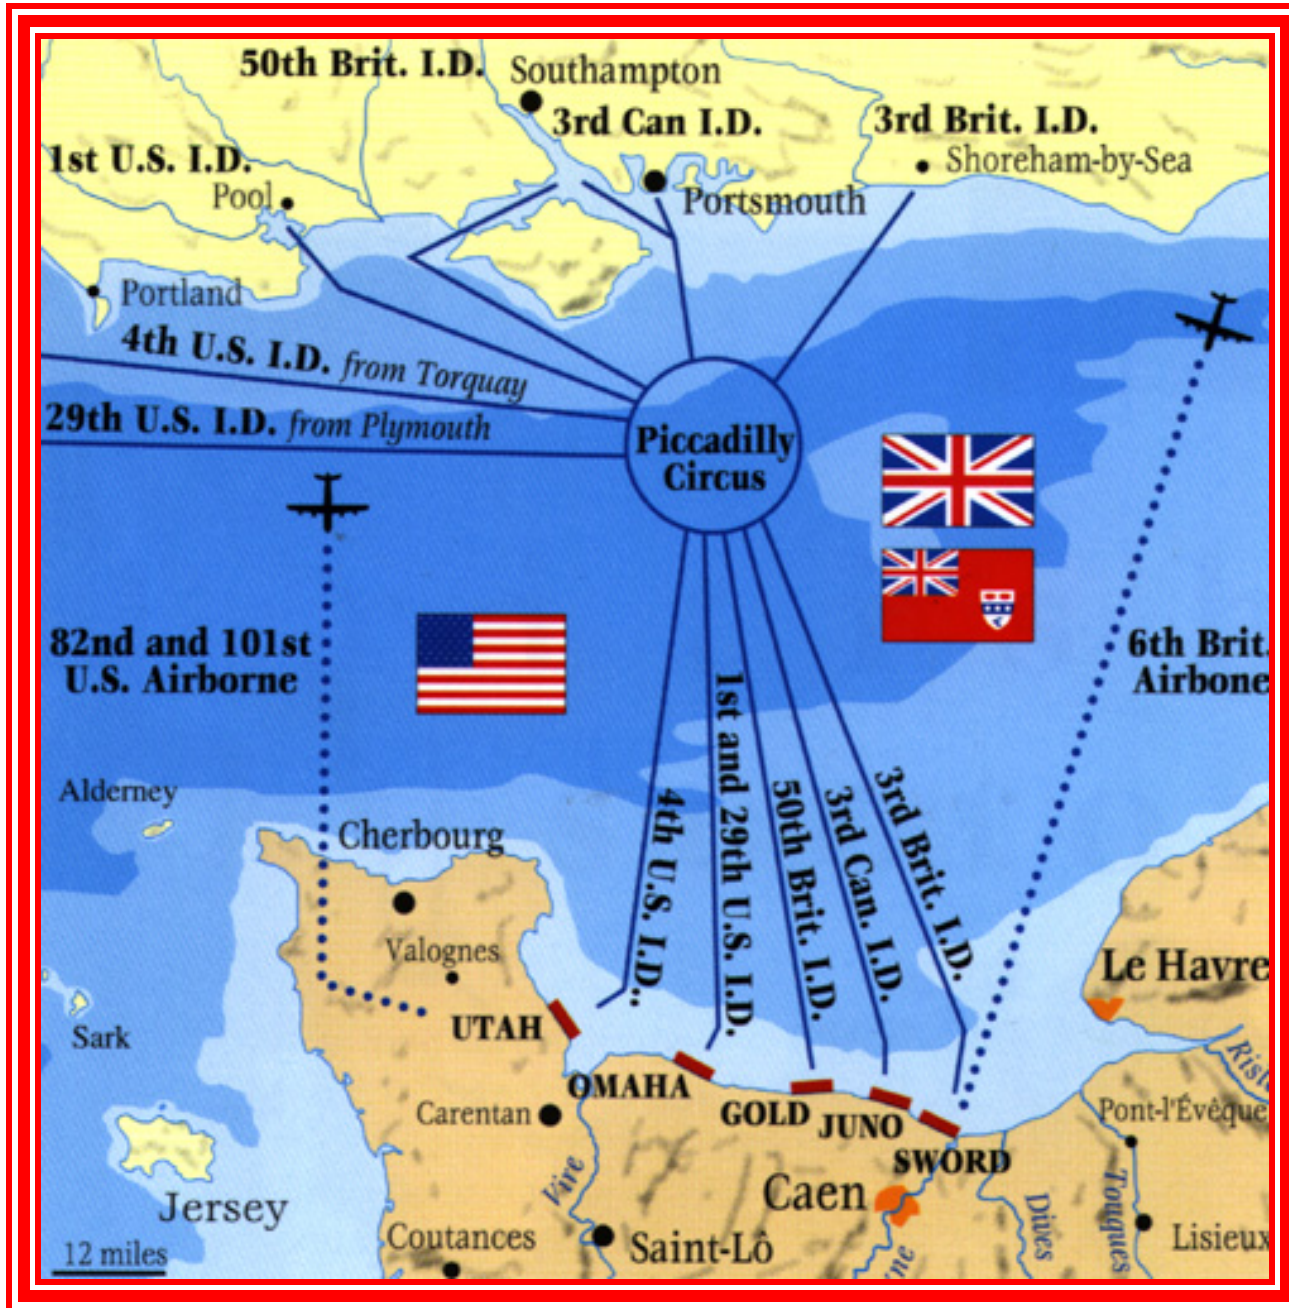 50th Brit. I.D.
Southampton
3rd Can I.D.
3rd Brit. I.D.
1st U.S. I.D.
Shoreham-by-Sea
Pool
Portsmouth
Portland
4th U.S. I.D. from Torquay
29th U.S. I.D. from Plymouth
Piccadilly
Circus
82nd and 101st
U.S. Airborne
6th Brit.
Airbone
4th U.S. I.D..
1st and 29th U.S. I.D.
50th Brit. I.D.
3rd Can. I.D.
3rd Brit. I.D.
Alderney
Cherbourg
Valognes
Le Havre
UTAH
Sark
OMAHA
GOLD
JUNO
SWORD
Carentan
Pont-l'Évêque
Vire
Caen
Jersey
Dives
Touques
Coutances
Saint-Lô
Lisieux
12 miles